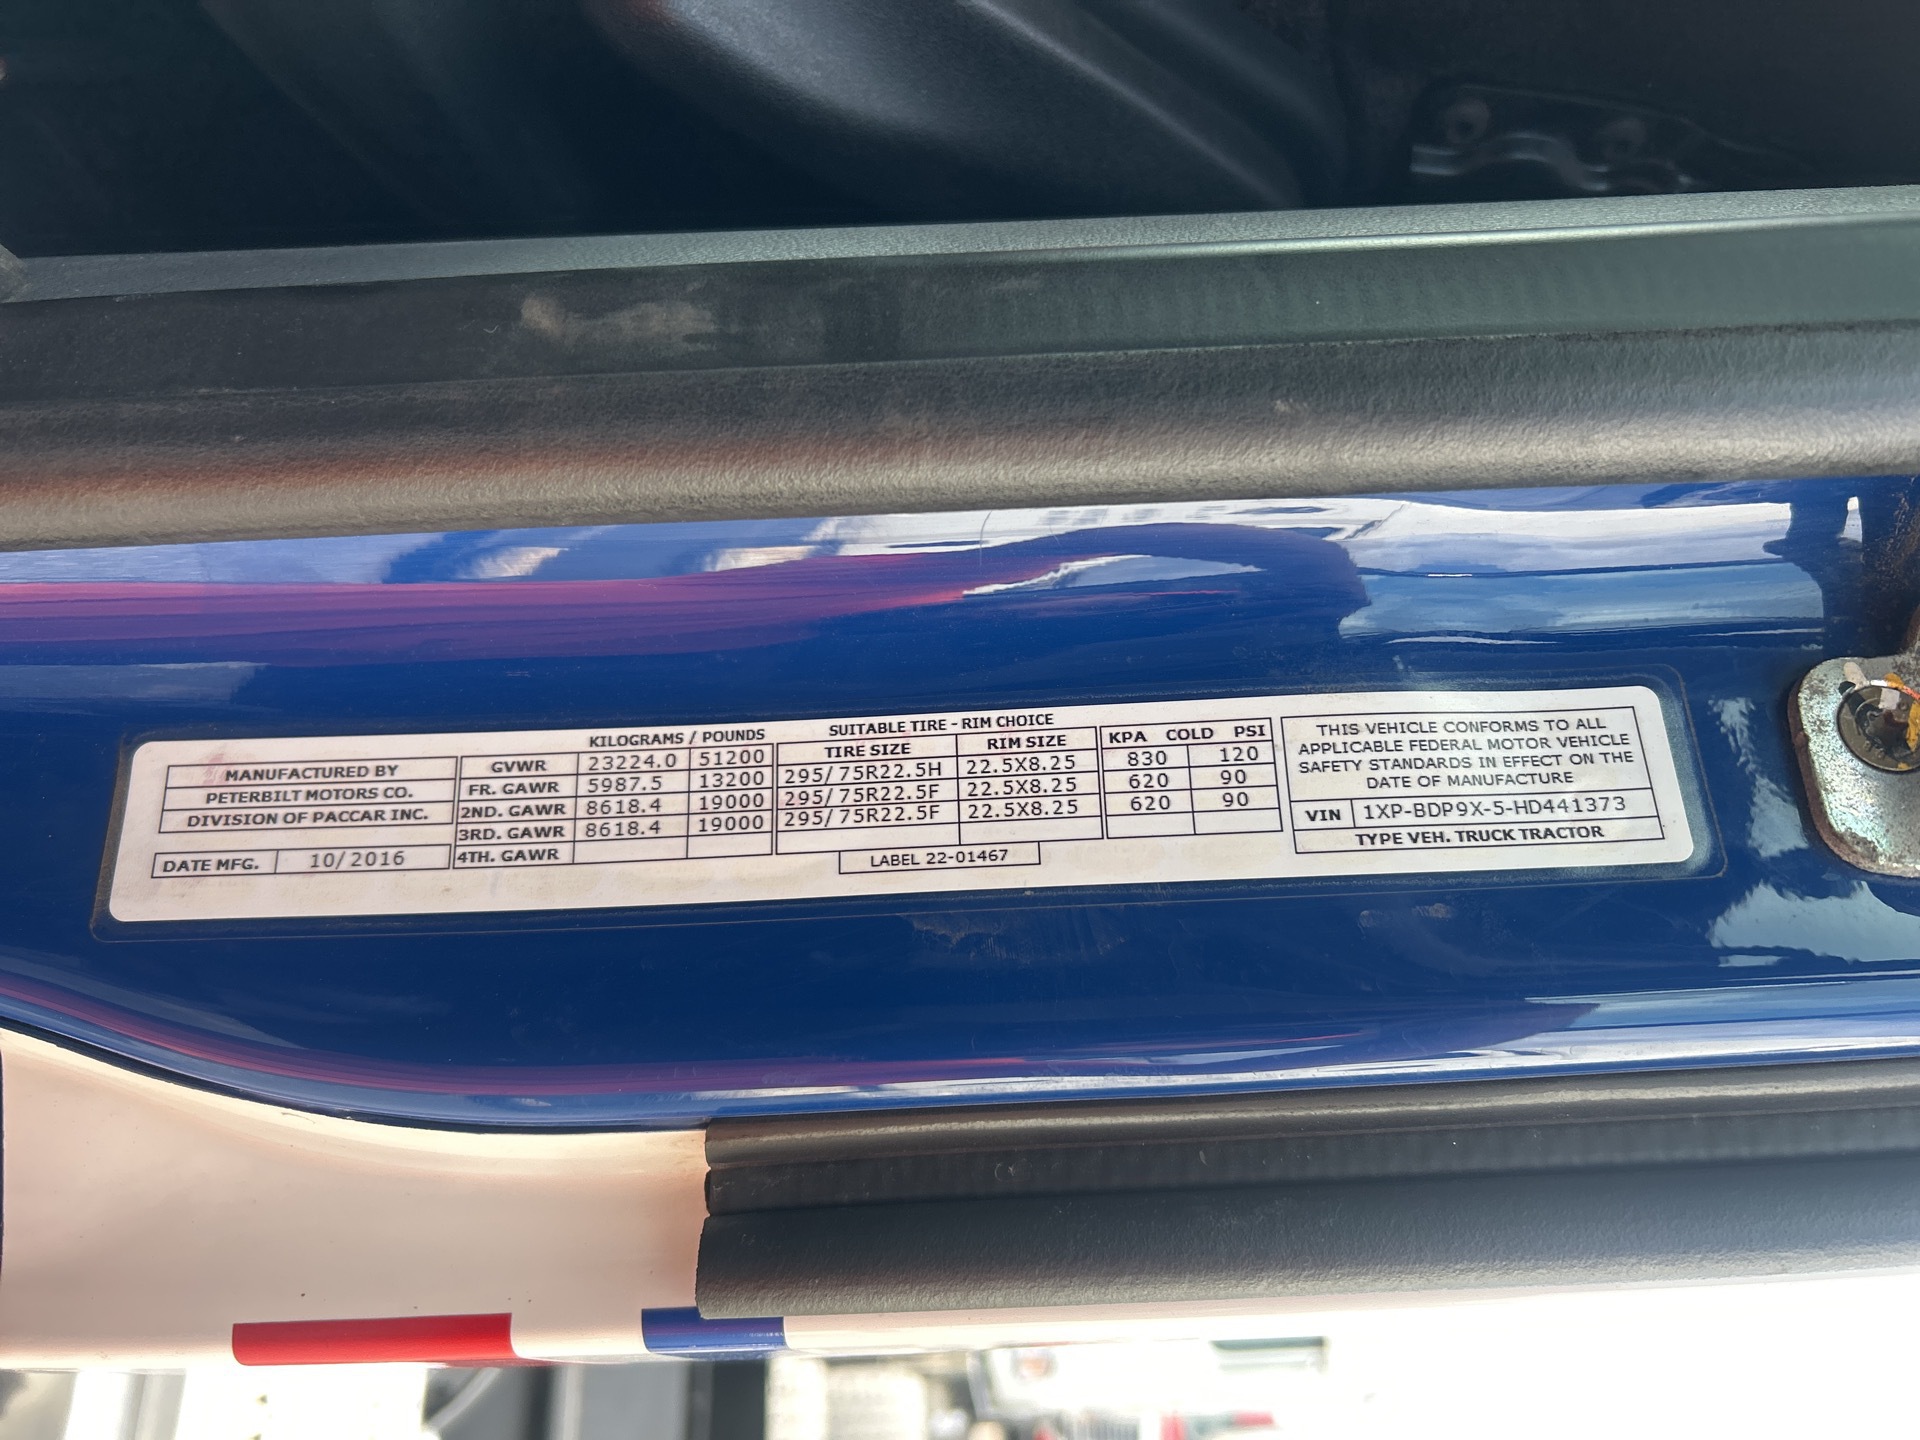 MANUFACTURED BY
PETERBILT MOTORS CO.
DIVISION OF PACCAR INC.
DATE MFG. 10/2016
KILOGRAMS / POUNDS
GVWR 23224.0 51200
FR. GAWR 5987.5 13200
2ND. GAWR 8618.4 19000
3RD. GAWR 8618.4 19000
4TH. GAWR
SUITABLE TIRE - RIM CHOICE
TIRE SIZE RIM SIZE
295/75R22.5H 22.5X8.25
295/75R22.5F 22.5X8.25
295/75R22.5F 22.5X8.25
LABEL 22-01467
KPA COLD PSI
830 120
620 90
620 90
THIS VEHICLE CONFORMS TO ALL
APPLICABLE FEDERAL MOTOR VEHICLE
SAFETY STANDARDS IN EFFECT ON THE
DATE OF MANUFACTURE
VIN 1XP-BDP9X-5-HD441373
TYPE VEH. TRUCK TRACTOR